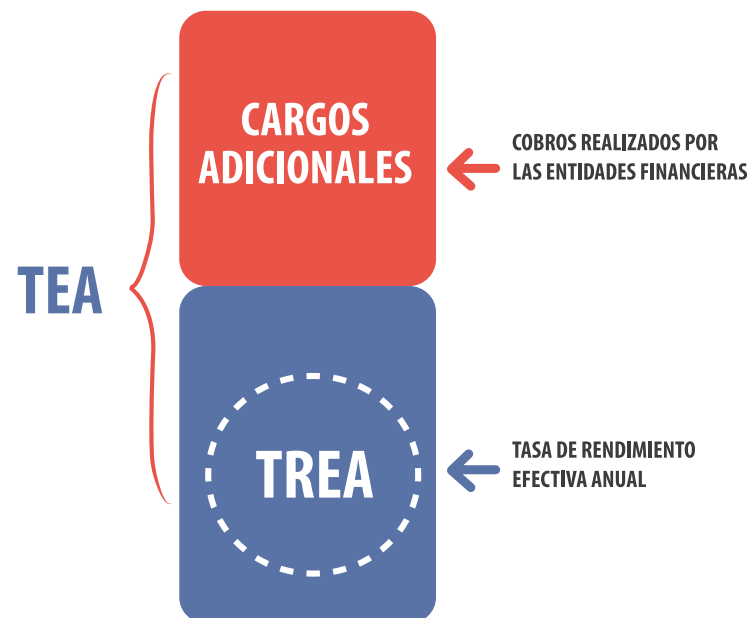 CARGOS
ADICIONALES
COBROS REALIZADOS POR
LAS ENTIDADES FINANCIERAS
TEA
TREA
TASA DE RENDIMIENTO
EFECTIVA ANUAL